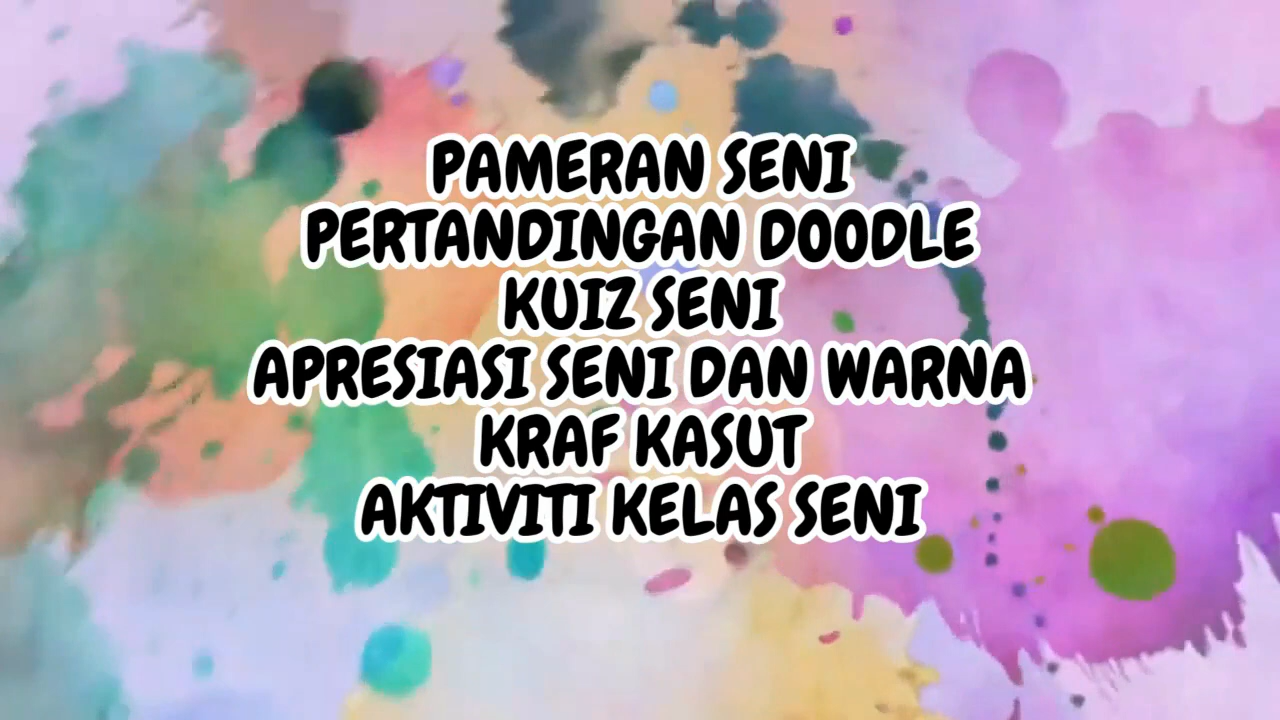 PAMERAN SENI
PERTANDINGAN DOODLE
KUIZ SENI
APRESIASI SENI DAN WARNA
KRAF KASUT
AKTIVITI KELAS SENI